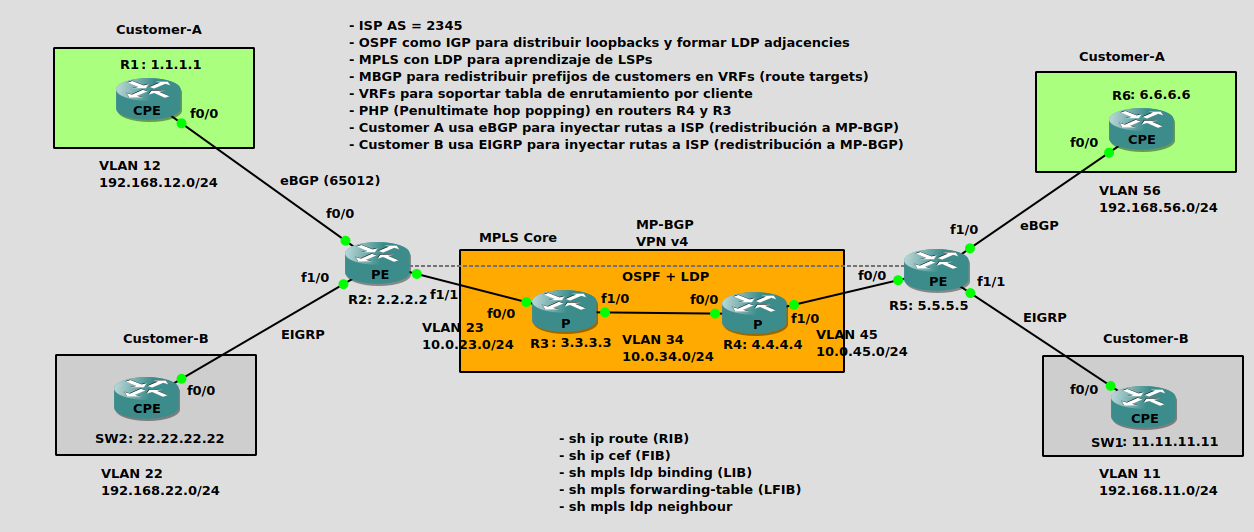 Customer-A
R1: 1.1.1.1
CPE
f0/0
VLAN 12
192.168.12.0/24
- ISP AS = 2345
- OSPF como IGP para distribuir loopbacks y formar LDP adjacencies
- MPLS con LDP para aprendizaje de LSPs
- MBGP para redistribuir prefijos de customers en VRFs (route targets)
- VRFs para soportar tabla de enrutamiento por cliente
- PHP (Penultimate hop popping) en routers R4 y R3
- Customer A usa eBGP para inyectar rutas a ISP (redistribución a MP-BGP)
- Customer B usa EIGRP para inyectar rutas a ISP (redistribución a MP-BGP)
Customer-A
R6: 6.6.6.6
CPE
f0/0
VLAN 56
192.168.56.0/24
eBGP (65012)
f0/0
PE
f1/0
R2: 2.2.2.2
f1/1
EIGRP
MPLS Core
MP-BGP
VPN v4
OSPF + LDP
f0/0
P
f1/0
R3: 3.3.3.3
VLAN 23
10.0.23.0/24
VLAN 34
10.0.34.0/24
f0/0
P
f1/0
R4: 4.4.4.4
VLAN 45
10.0.45.0/24
f1/0
eBGP
f0/0
PE
f1/1
R5: 5.5.5.5
EIGRP
Customer-B
f0/0
CPE
SW2: 22.22.22.22
VLAN 22
192.168.22.0/24
Customer-B
f0/0
CPE
SW1: 11.11.11.11
VLAN 11
192.168.11.0/24
- sh ip route (RIB)
- sh ip cef (FIB)
- sh mpls ldp binding (LIB)
- sh mpls forwarding-table (LFIB)
- sh mpls ldp neighbour